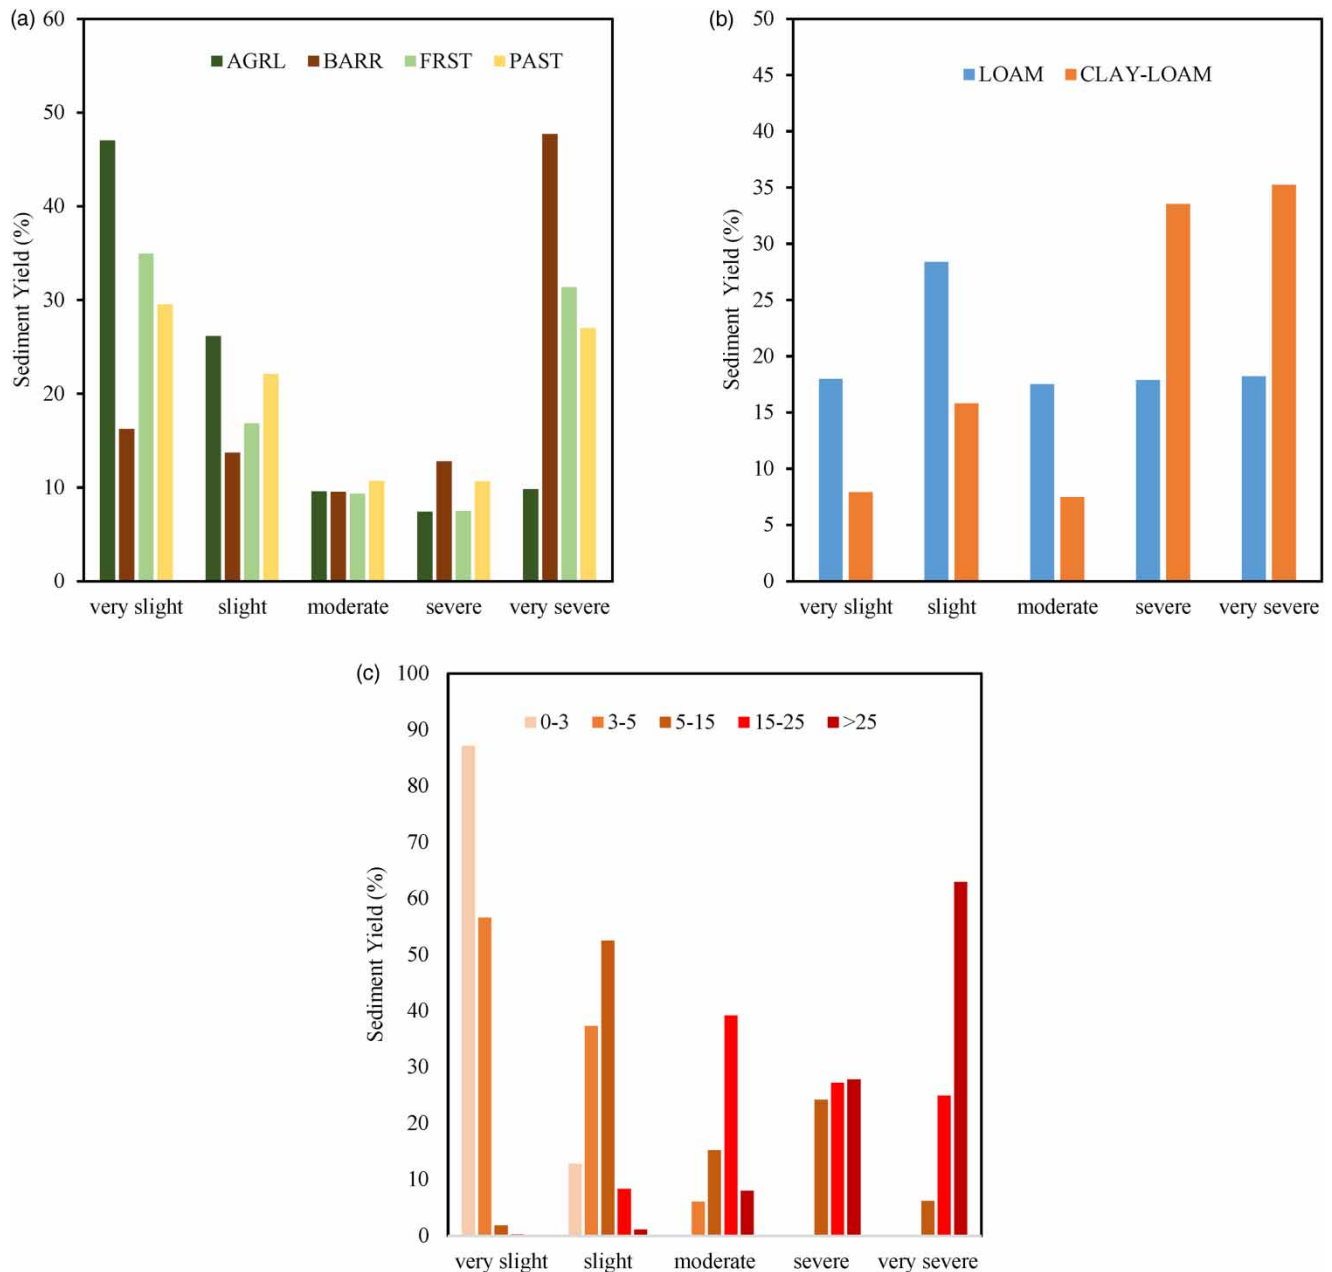 (a)
AGRL BARR FRST PAST
Sediment Yield (%)
60
50
40
30
20
10
0
very slight slight moderate severe very severe
(b)
LOAM CLAY-LOAM
Sediment Yield (%)
50
45
40
35
30
25
20
15
10
5
0
very slight slight moderate severe very severe
(c)
0-3 3-5 5-15 15-25 >25
Sediment Yield (%)
100
90
80
70
60
50
40
30
20
10
0
very slight slight moderate severe very severe